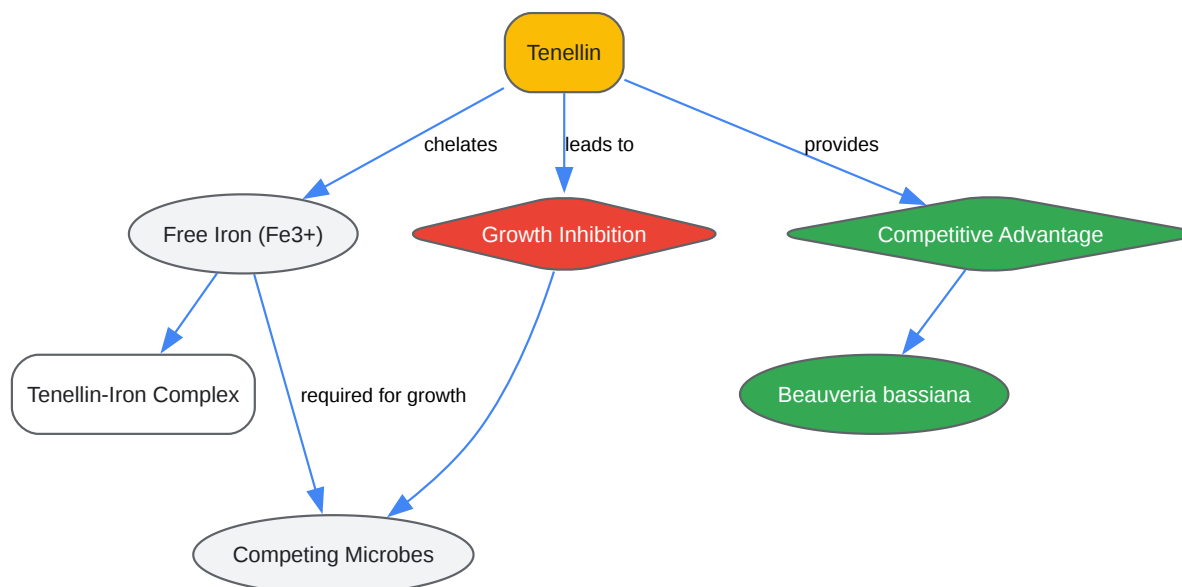 Tenellin
chelates
leads to
provides
Free Iron (Fe3+)
Growth Inhibition
Competitive Advantage
Tenellin-Iron Complex
required for growth
Beauveria bassiana
Competing Microbes